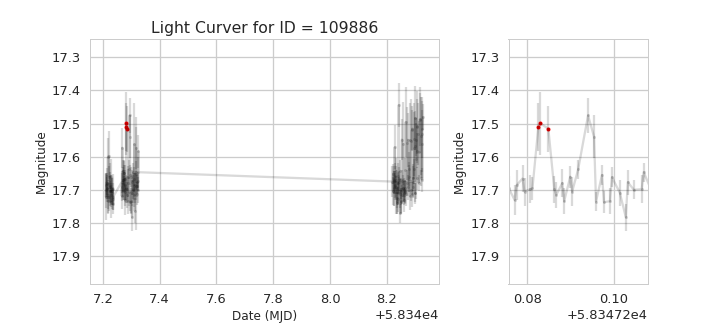 Light Curver for ID = 109886
Magnitude
17.3
17.4
17.5
17.6
17.7
17.8
17.9
7.2 7.4 7.6 7.8 8.0 8.2
Date (MJD)
+5.834e4
Magnitude
17.3
17.4
17.5
17.6
17.7
17.8
17.9
0.08 0.10
+5.83472e4